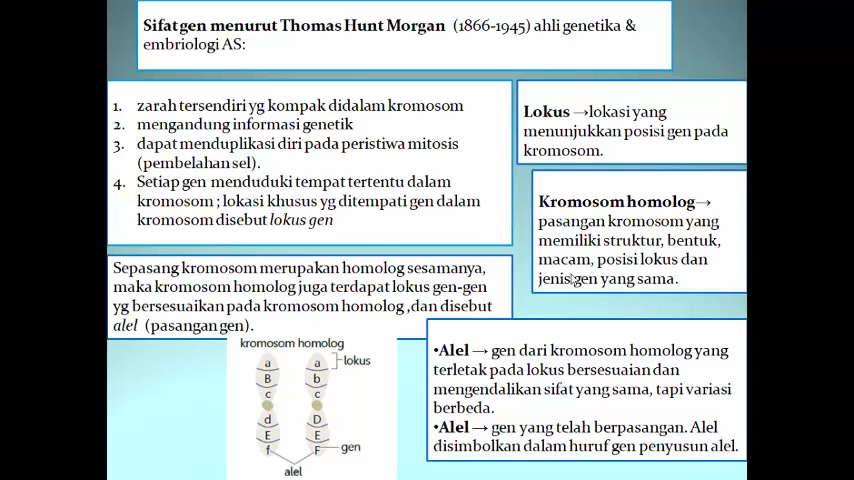 Sifat gen menurut Thomas Hunt Morgan (1866-1945) ahli genetika &
embriologi AS:
1. zarah tersendiri yg kompak didalam kromosom
2. mengandung informasi genetik
3. dapat menduplikasi diri pada peristiwa mitosis
(pembelahan sel).
4. Setiap gen menduduki tempat tertentu dalam
kromosom ; lokasi khusus yg ditempati gen dalam
kromosom disebut lokus gen
Lokus →lokasi yang
menunjukkan posisi gen pada
kromosom.
Kromosom homolog→
pasangan kromosom yang
memiliki struktur, bentuk,
macam, posisi lokus dan
jenis gen yang sama.
Sepasang kromosom merupakan homolog sesamanya,
maka kromosom homolog juga terdapat lokus gen-gen
yg bersesuaikan pada kromosom homolog ,dan disebut
alel (pasangan gen).
kromosom homolog
a a lokus
B b
c c
d D
E E
f F gen
alel
•Alel → gen dari kromosom homolog yang
terletak pada lokus bersesuaian dan
mengendalikan sifat yang sama, tapi variasi
berbeda.
•Alel → gen yang telah berpasangan. Alel
disimbolkan dalam huruf gen penyusun alel.